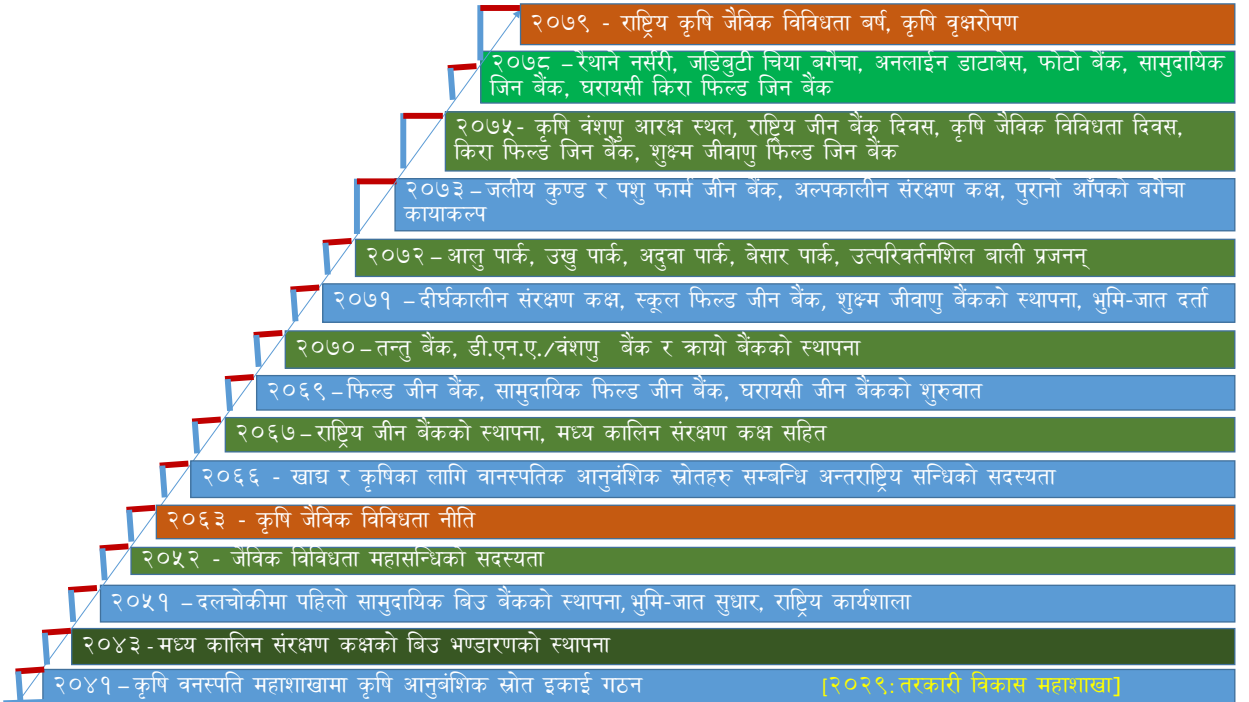 २०७९ - राष्ट्रिय कृषि जैविक विविधता बर्ष, कृषि वृक्षरोपण
२०७८ – रैथाने नर्सरी, जडिबुटी चिया बगैचा, अनलाईन डाटाबेस, फोटो बैंक, सामुदायिक
जिन बैंक, घरायसी किरा फिल्ड जिन बैंक
२०७५- कृषि वंशाणु आरक्ष स्थल, राष्ट्रिय जीन बैंक दिवस, कृषि जैविक विविधता दिवस,
किरा फिल्ड जिन बैंक, शुक्ष्म जीवाणु फिल्ड जिन बैंक
२०७३ – जलीय कुण्ड र पशु फार्म जीन बैंक, अल्पकालीन संरक्षण कक्ष, पुरानो आँपको बगैचा
कायाकल्प
२०७२ – आलु पार्क, उखु पार्क, अदुवा पार्क, बेसार पार्क, उत्परिवर्तनशिल बाली प्रजनन्
२०७१ – दीर्घकालीन संरक्षण कक्ष, स्कूल फिल्ड जीन बैंक, शुक्ष्म जीवाणु बैंकको स्थापना, भुमि-जात दर्ता
२०७० – तन्तु बैंक, डी.एन.ए./वंशाणु बैंक र क्रायो बैंकको स्थापना
२०६९ – फिल्ड जीन बैंक, सामुदायिक फिल्ड जीन बैंक, घरायसी जीन बैंकको शुरुवात
२०६७ – राष्ट्रिय जीन बैंकको स्थापना, मध्य कालिन संरक्षण कक्ष सहित
२०६६ - खाद्य र कृषिका लागि वानस्पतिक आनुवंशिक स्रोतहरु सम्बन्धि अन्तराष्ट्रिय सन्धिको सदस्यता
२०६३ - कृषि जैविक विविधता नीति
२०५२ - जैविक विविधता महासन्धिको सदस्यता
२०५१ – दलचोकीमा पहिलो सामुदायिक बिउ बैंकको स्थापना, भुमि-जात सुधार, राष्ट्रिय कार्यशाला
२०४३ - मध्य कालिन संरक्षण कक्षको बिउ भण्डारणको स्थापना
२०४१ – कृषि वनस्पति महाशाखामा कृषि आनुबंशिक स्रोत इकाई गठन [२०२९: तरकारी विकास महाशाखा]